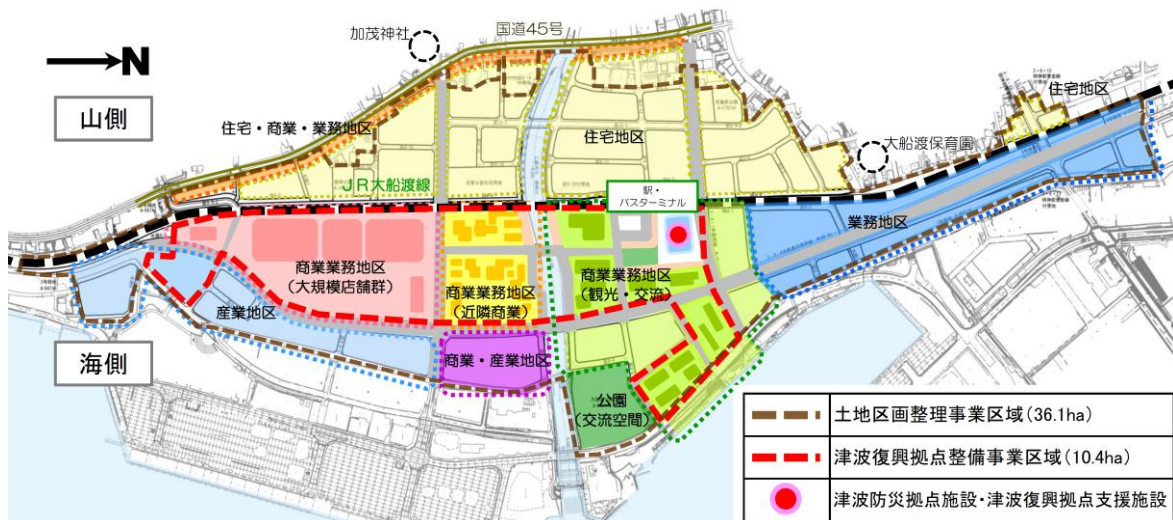 国道45号
加茂神社
N
山側
住宅・商業・業務地区
住宅地区
住宅地区
大船渡保育園
JR大船渡線
駅・
バスターミナル
業務地区
商業業務地区
(大規模店舗群)
商業業務地区
(近隣商業)
商業業務地区
(観光・交流)
産業地区
海側
商業・産業地区
公園
(交流空間)
土地区画整理事業区域(36.1ha)
津波復興拠点整備事業区域(10.4ha)
津波防災拠点施設・津波復興拠点支援施設